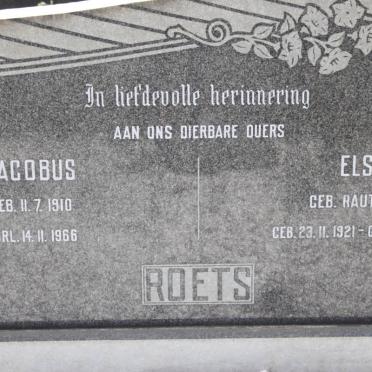 In liefdevolle herinnering
AAN ONS DIERBARE OUERS
ACOBUS
EB. 11. 7. 1910
RL. 14. 11. 1966
ELS
GEB. RAUT
GEB. 23. 11. 1921 -
ROETS